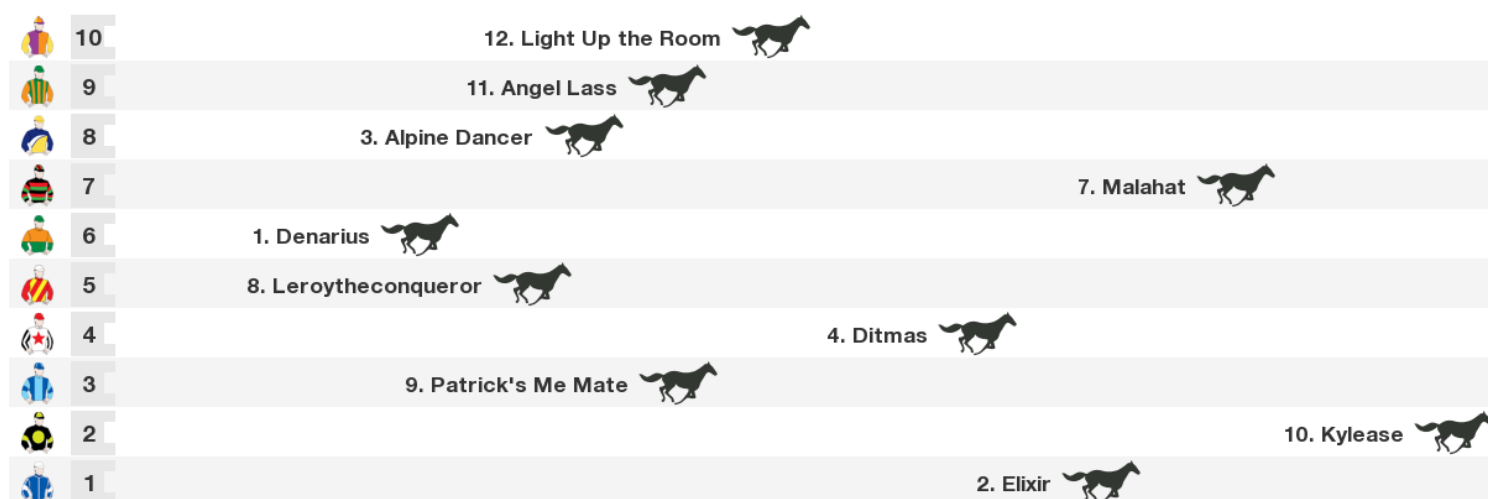 10 12. Light Up the Room
9 11. Angel Lass
8 3. Alpine Dancer
7 7. Malahat
6 1. Denarius
5 8. Leroytheconqueror
4 4. Ditmas
3 9. Patrick's Me Mate
2 10. Kylease
1 2. Elixir